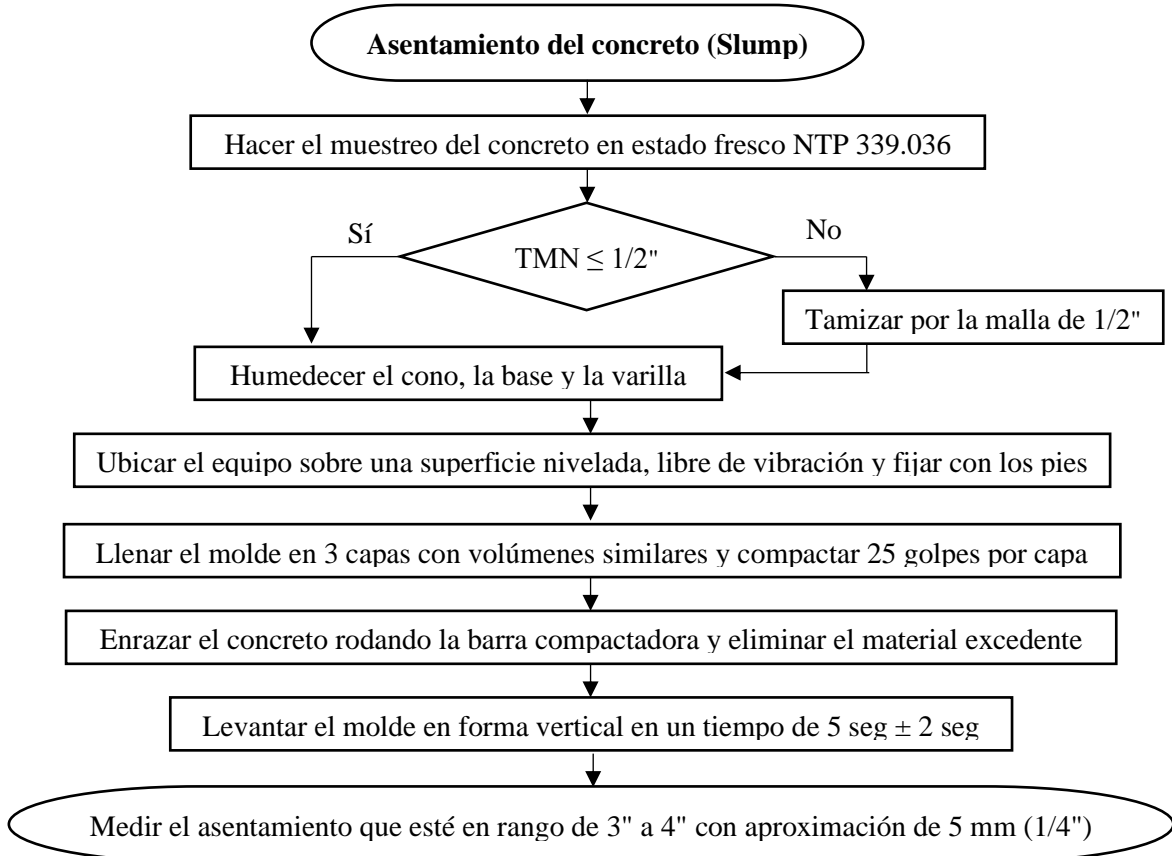 Asentamiento del concreto (Slump)
Hacer el muestreo del concreto en estado fresco NTP 339.036
Sí
No
TMN ≤ 1/2"
Tamizar por la malla de 1/2"
Humedecer el cono, la base y la varilla
Ubicar el equipo sobre una superficie nivelada, libre de vibración y fijar con los pies
Llenar el molde en 3 capas con volúmenes similares y compactar 25 golpes por capa
Enrazar el concreto rodando la barra compactadora y eliminar el material excedente
Levantar el molde en forma vertical en un tiempo de 5 seg ± 2 seg
Medir el asentamiento que esté en rango de 3" a 4" con aproximación de 5 mm (1/4")